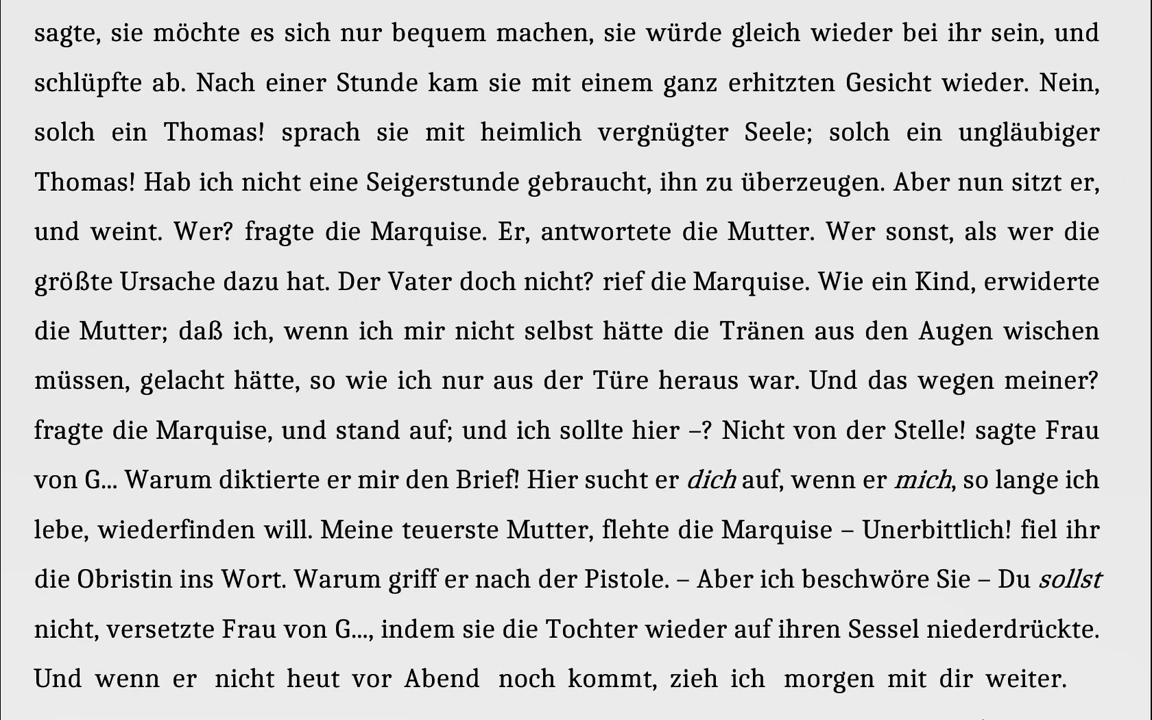 sagte, sie möchte es sich nur bequem machen, sie würde gleich wieder bei ihr sein, und
schlüpfte ab. Nach einer Stunde kam sie mit einem ganz erhitzten Gesicht wieder. Nein,
solch ein Thomas! sprach sie mit heimlich vergnügter Seele; solch ein ungläubiger
Thomas! Hab ich nicht eine Seigerstunde gebraucht, ihn zu überzeugen. Aber nun sitzt er,
und weint. Wer? fragte die Marquise. Er, antwortete die Mutter. Wer sonst, als wer die
größte Ursache dazu hat. Der Vater doch nicht? rief die Marquise. Wie ein Kind, erwiderte
die Mutter; daß ich, wenn ich mir nicht selbst hätte die Tränen aus den Augen wischen
müssen, gelacht hätte, so wie ich nur aus der Türe heraus war. Und das wegen meiner?
fragte die Marquise, und stand auf; und ich sollte hier –? Nicht von der Stelle! sagte Frau
von G... Warum diktierte er mir den Brief! Hier sucht er dich auf, wenn er mich, so lange ich
lebe, wiederfinden will. Meine teuerste Mutter, flehte die Marquise – Unerbittlich! fiel ihr
die Obristin ins Wort. Warum griff er nach der Pistole. – Aber ich beschwöre Sie – Du sollst
nicht, versetzte Frau von G..., indem sie die Tochter wieder auf ihren Sessel niederdrückte.
Und wenn er nicht heut vor Abend noch kommt, zieh ich morgen mit dir weiter.